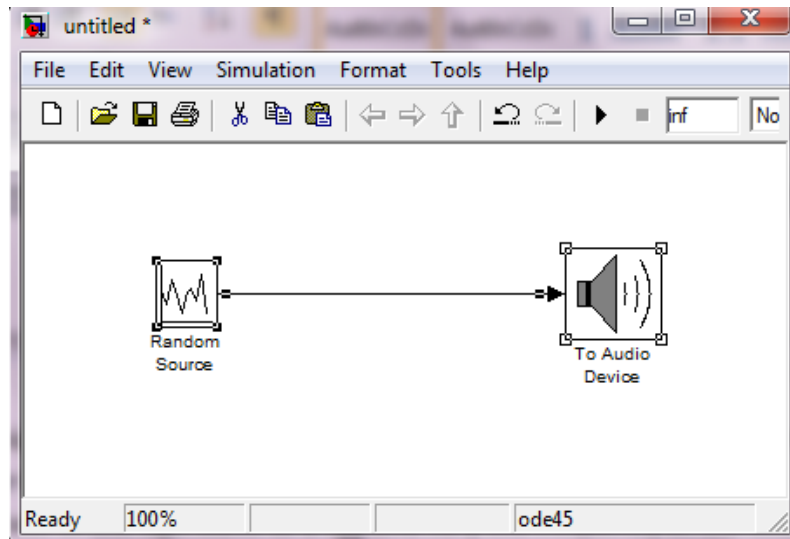 untitled *
File Edit View Simulation Format Tools Help
inf No
Random
Source
To Audio
Device
Ready 100% ode45